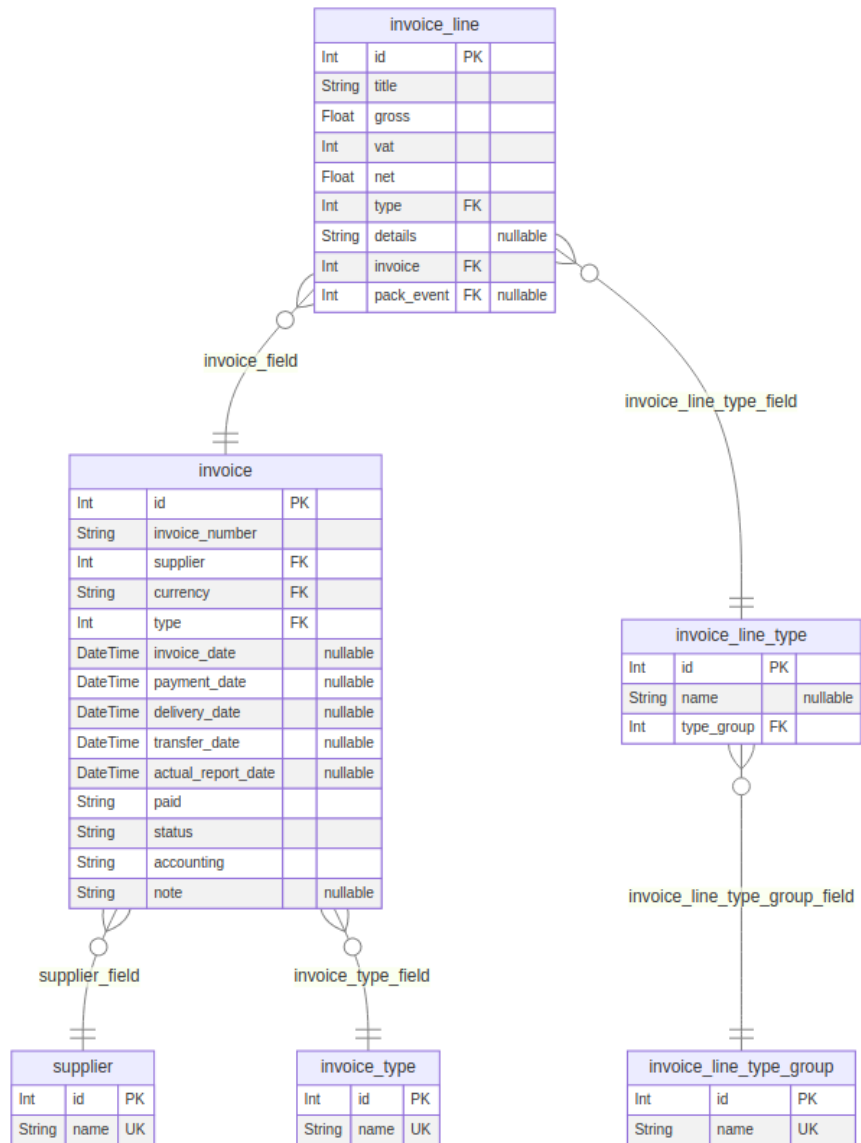 invoice_line
Int id PK
String title
Float gross
Int vat
Float net
Int type FK
String details nullable
Int invoice FK
Int pack_event FK nullable
invoice_field
invoice_line_type_field
invoice
Int id PK
String invoice_number
Int supplier FK
String currency FK
Int type FK
DateTime invoice_date nullable
DateTime payment_date nullable
DateTime delivery_date nullable
DateTime transfer_date nullable
DateTime actual_report_date nullable
String paid
String status
String accounting
String note nullable
invoice_line_type
Int id PK
String name nullable
Int type_group FK
invoice_line_type_group_field
supplier_field
invoice_type_field
supplier
Int id PK
String name UK
invoice_type
Int id PK
String name UK
invoice_line_type_group
Int id PK
String name UK